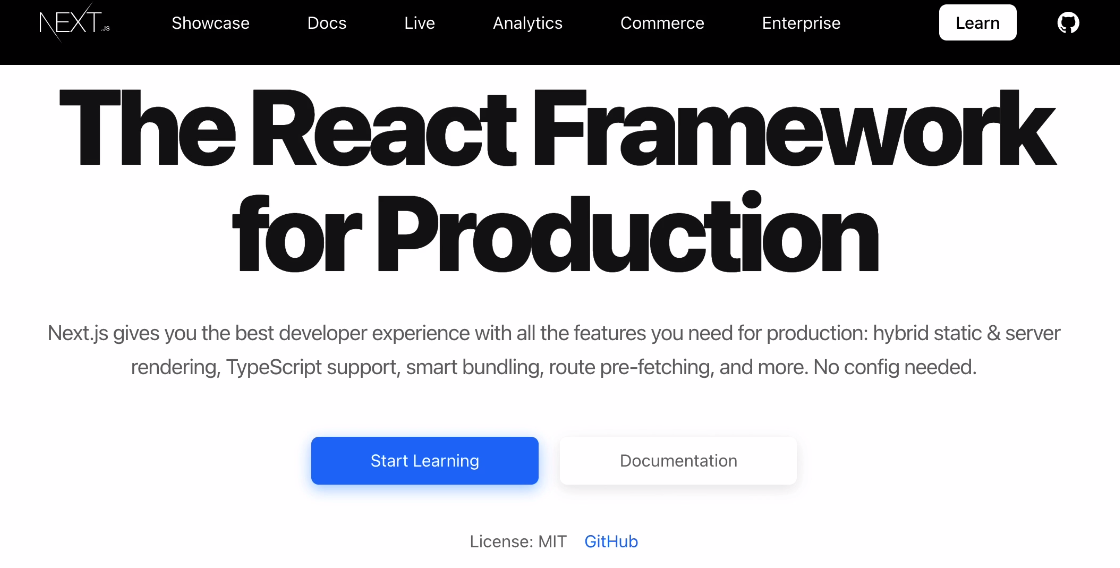 NEXT.JS Showcase Docs Live Analytics Commerce Enterprise Learn
The React Framework
for Production
Next.js gives you the best developer experience with all the features you need for production: hybrid static & server
rendering, TypeScript support, smart bundling, route pre-fetching, and more. No config needed.
Start Learning Documentation
License: MIT GitHub